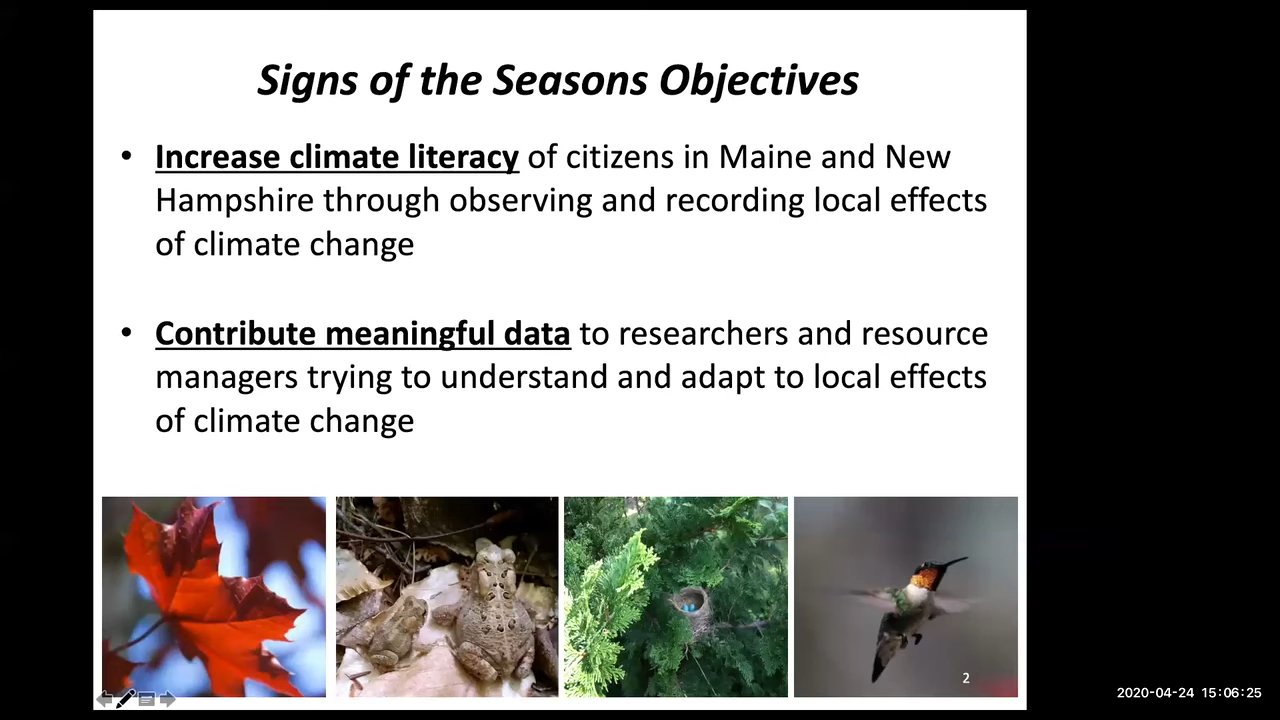 Signs of the Seasons Objectives
• Increase climate literacy of citizens in Maine and New
Hampshire through observing and recording local effects
of climate change
• Contribute meaningful data to researchers and resource
managers trying to understand and adapt to local effects
of climate change
2
2020-04-24 15:06:25